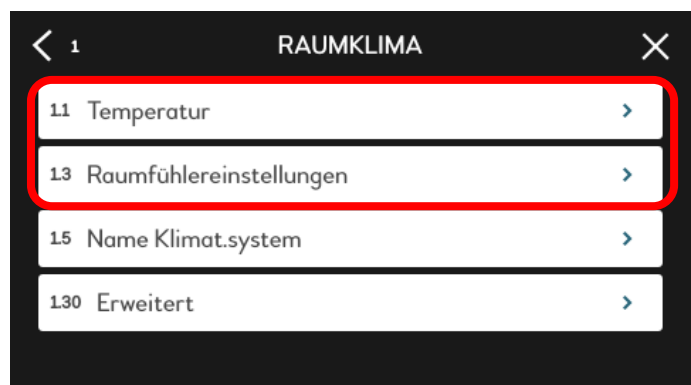 1 RAUMKLIMA
1.1 Temperatur
1.3 Raumfühlereinstellungen
1.5 Name Klimat.system
1.30 Erweitert